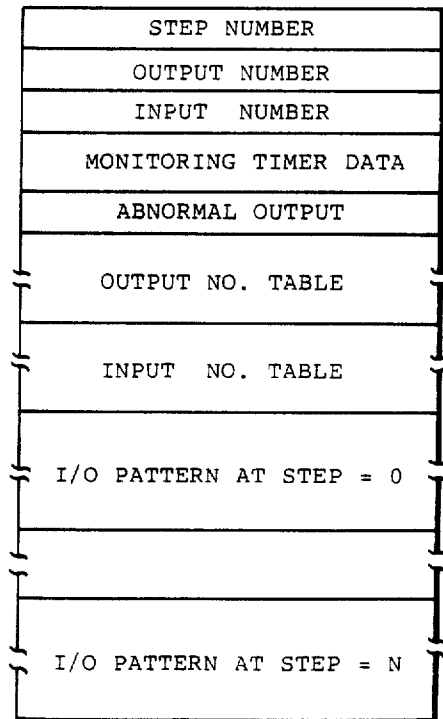 STEP NUMBER
OUTPUT NUMBER
INPUT NUMBER
MONITORING TIMER DATA
ABNORMAL OUTPUT
OUTPUT NO. TABLE
INPUT NO. TABLE
I/O PATTERN AT STEP = 0
I/O PATTERN AT STEP = N